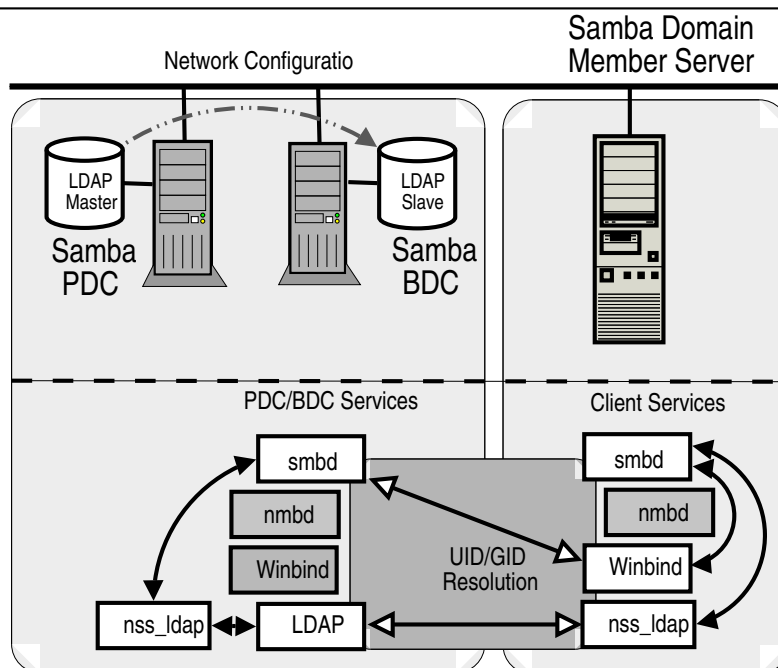 Samba Domain
Member Server
Network Configuratio
LDAP
Master
LDAP
Slave
Samba
PDC
Samba
BDC
PDC/BDC Services
Client Services
smbd
nmbd
Winbind
nss_ldap
LDAP
UID/GID
Resolution
smbd
nmbd
Winbind
nss_ldap